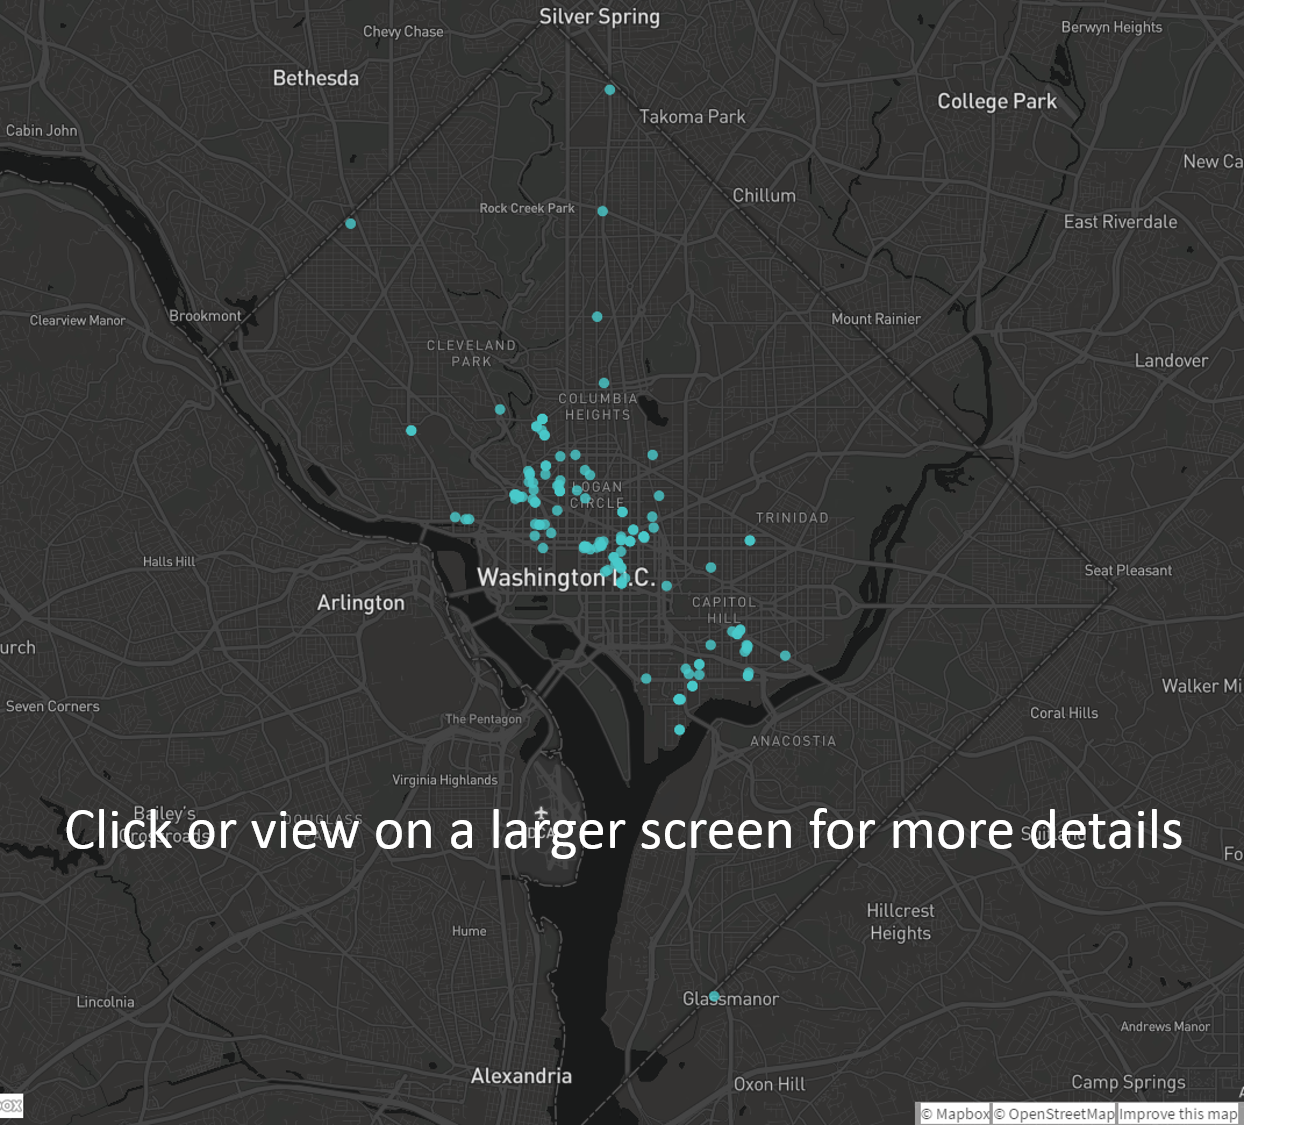 Silver Spring
Chevy Chase
Berwyn Heights
Bethesda
College Park
Takoma Park
Cabin John
New Ca
Chillum
Rock Creek Park
East Riverdale
Brookmont
Clearview Manor
Mount Rainier
CLEVELAND
PARK
Landover
COLUMBIA
HEIGHTS
LOGAN
CIRCLE
TRINIDAD
Halls Hill
Seat Pleasant
Washington D.C.
Arlington
CAPITOL
HILL
urch
Walker Mi
Seven Corners
Coral Hills
The Pentagon
ANACOSTIA
Virginia Highlands
Bailey's
Crossroads
DOUGLASS
DCA
Click or view on a larger screen for more details
Fo
Hillcrest
Heights
Hume
Glassmanor
Lincolnia
Andrews Manor
Alexandria
Oxon Hill
Camp Springs
© Mapbox © OpenStreetMap Improve this map